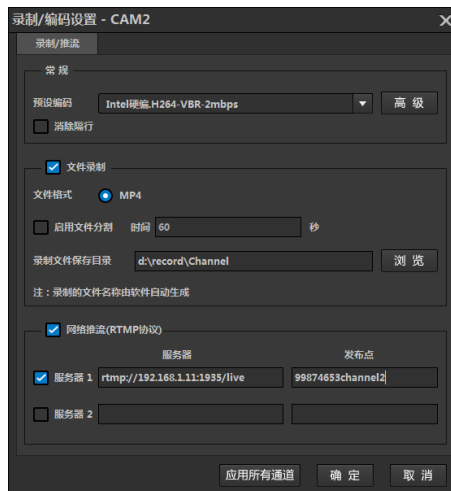 录制/编码设置 - CAM2
录制/推流
常 规
预设编码 Intel硬编.H264-VBR-2mbps 高 级
消除隔行
文件录制
文件格式 MP4
启用文件分割 时间 60 秒
录制文件保存目录 d:\record\Channel 浏 览
注：录制的文件名称由软件自动生成
网络推流(RTMP协议)
服务器 发布点
服务器 1 rtmp://192.168.1.11:1935/live 99874653channel2
服务器 2
应用所有通道 确 定 取 消